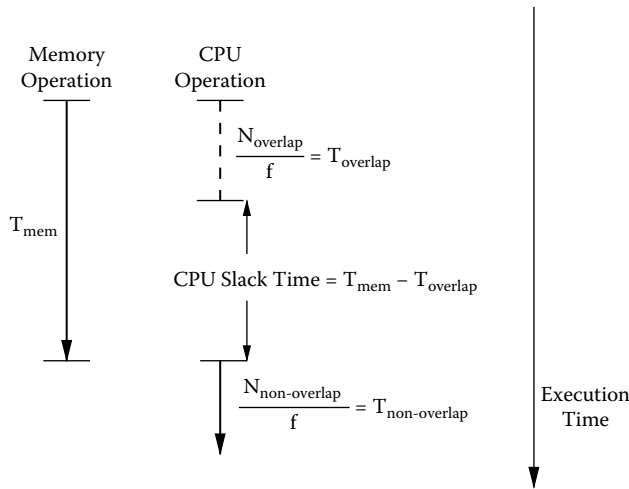 Memory
Operation
CPU
Operation
N_overlap
f
= T_overlap
T_mem
CPU Slack Time = T_mem – T_overlap
N_non-overlap
f
= T_non-overlap
Execution
Time